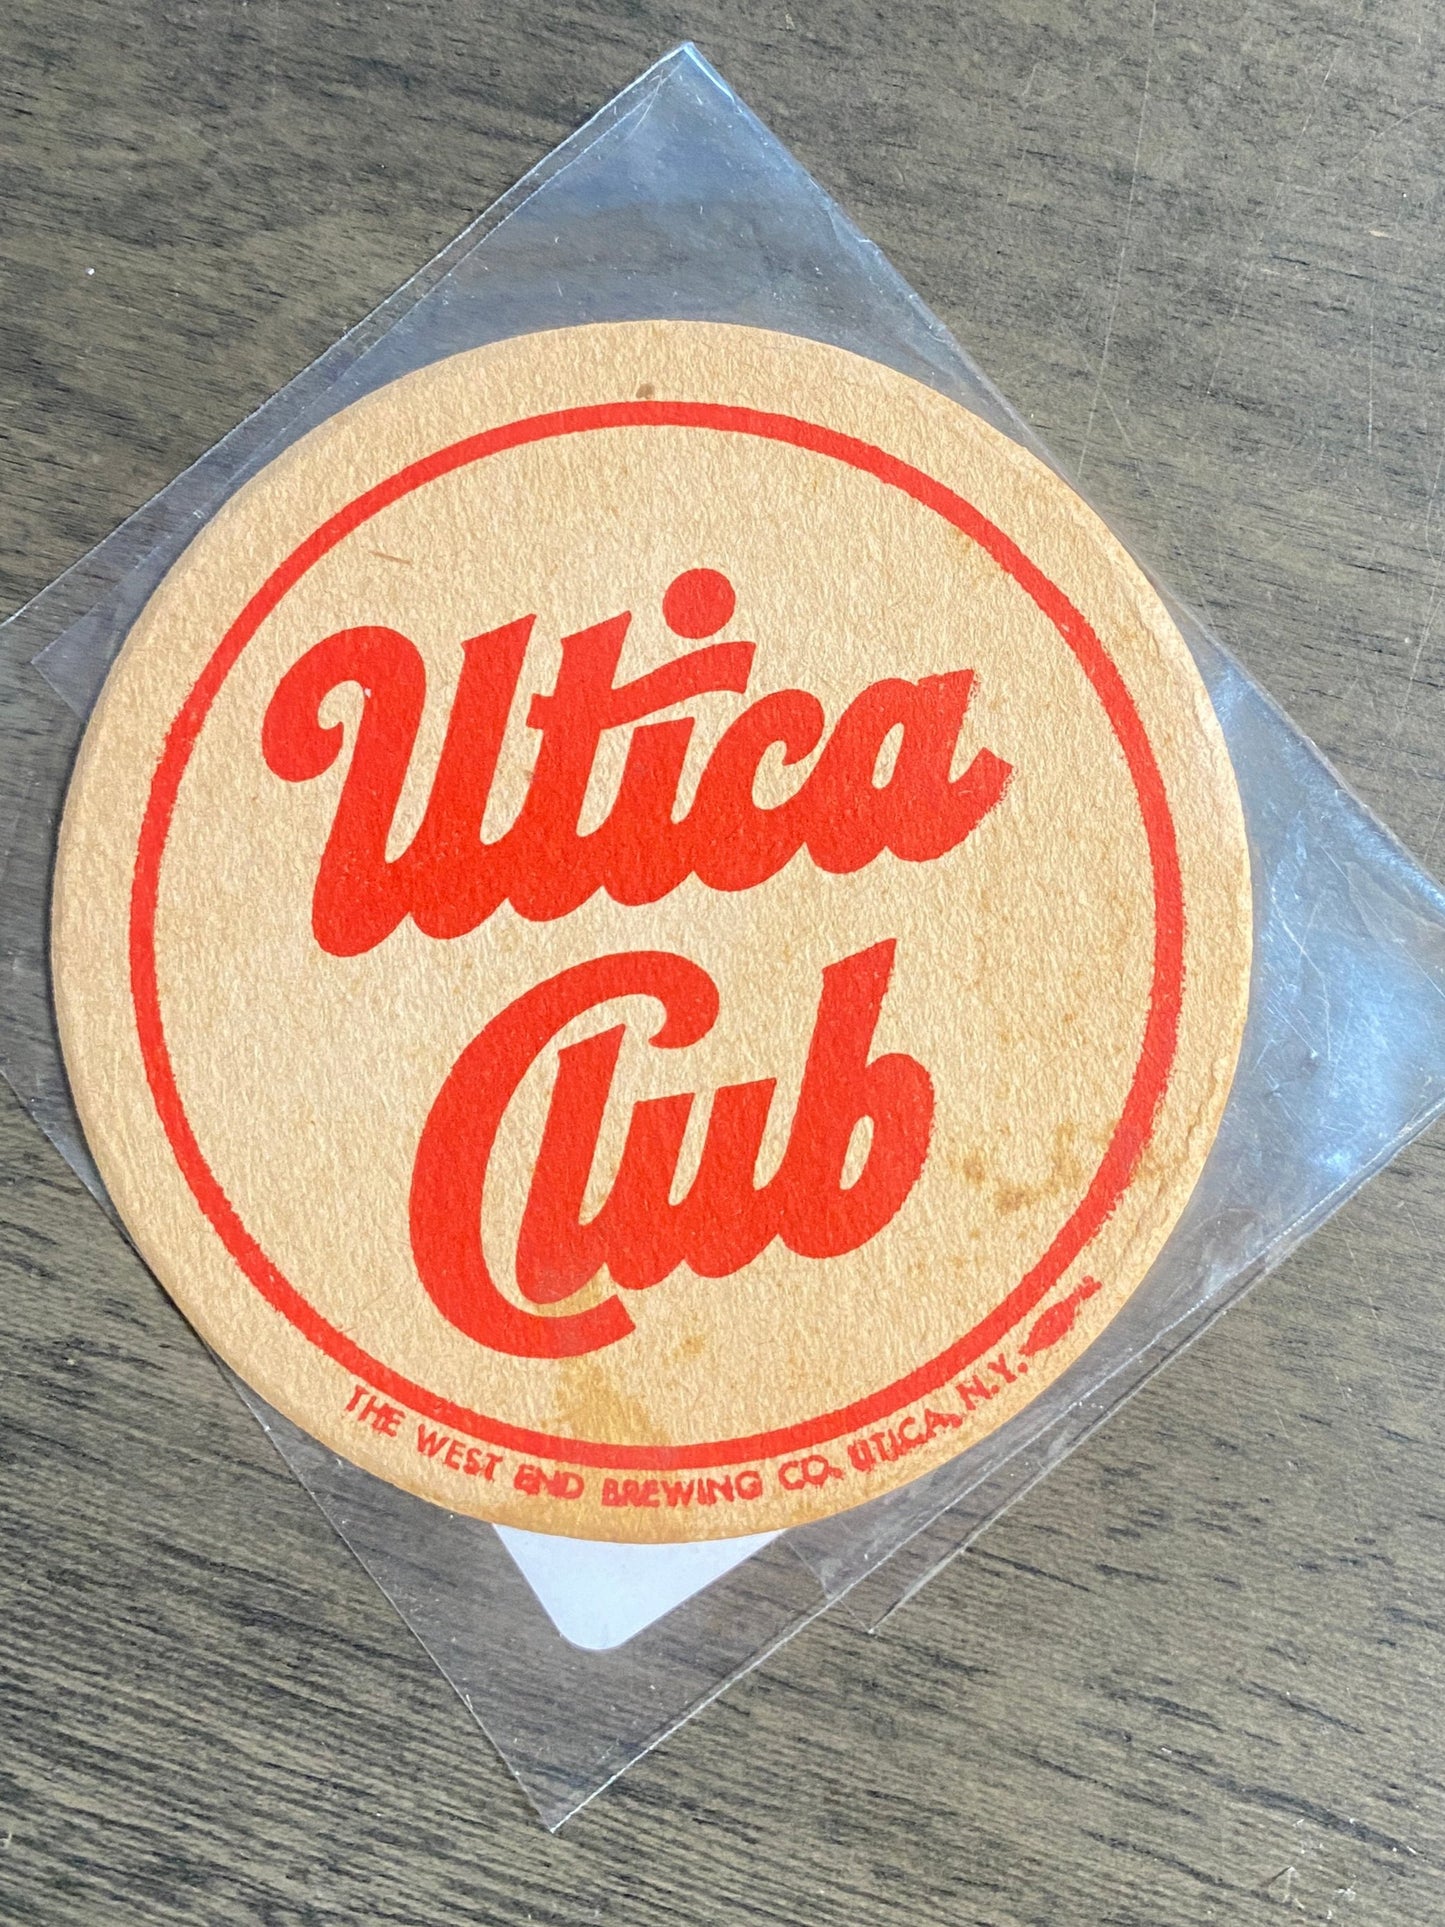 Utica
Club
THE WEST END BREWING CO. UTICA, N.Y.